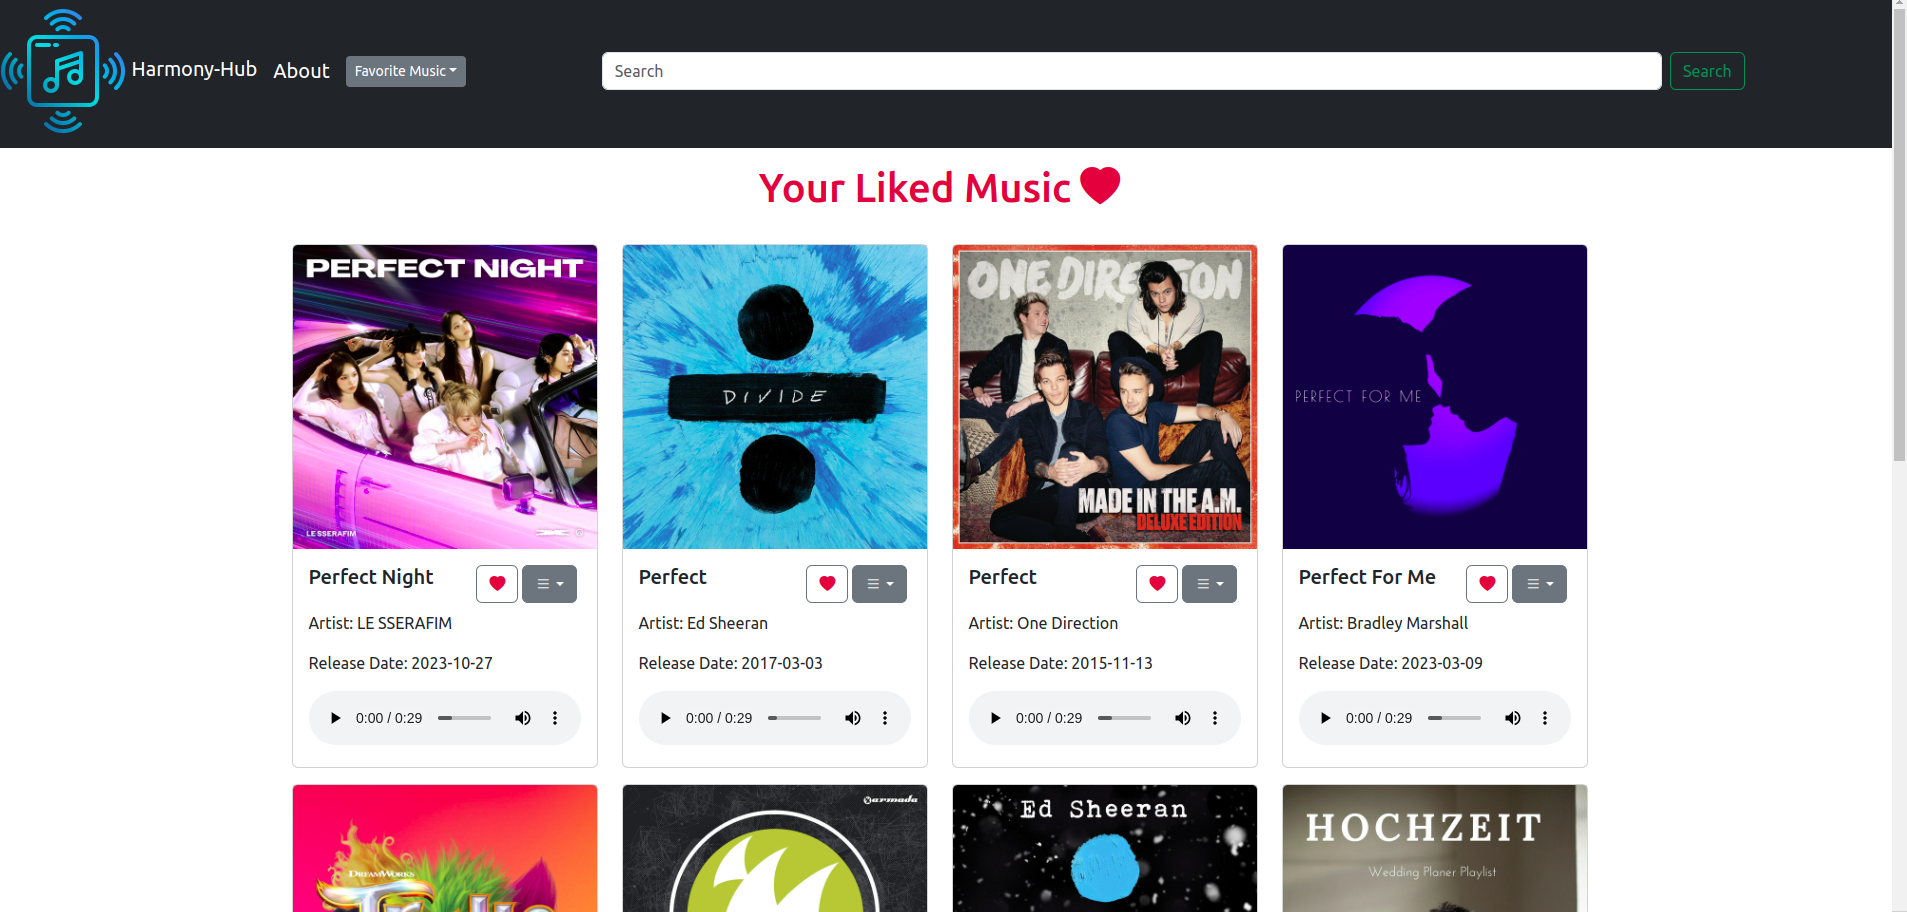 Harmony-Hub About Favorite Music Search Search
Your Liked Music
PERFECT NIGHT
LE SSERAFIM
DIVIDE
ONE DIRECTION
MADE IN THE A.M.
DELUXE EDITION
PERFECT FOR ME
Perfect Night
Artist: LE SSERAFIM
Release Date: 2023-10-27
0:00 / 0:29
Perfect
Artist: Ed Sheeran
Release Date: 2017-03-03
0:00 / 0:29
Perfect
Artist: One Direction
Release Date: 2015-11-13
0:00 / 0:29
Perfect For Me
Artist: Bradley Marshall
Release Date: 2023-03-09
0:00 / 0:29
DREAMWORKS
armada
Ed Sheeran
HOCHZEIT
Wedding Planer Playlist